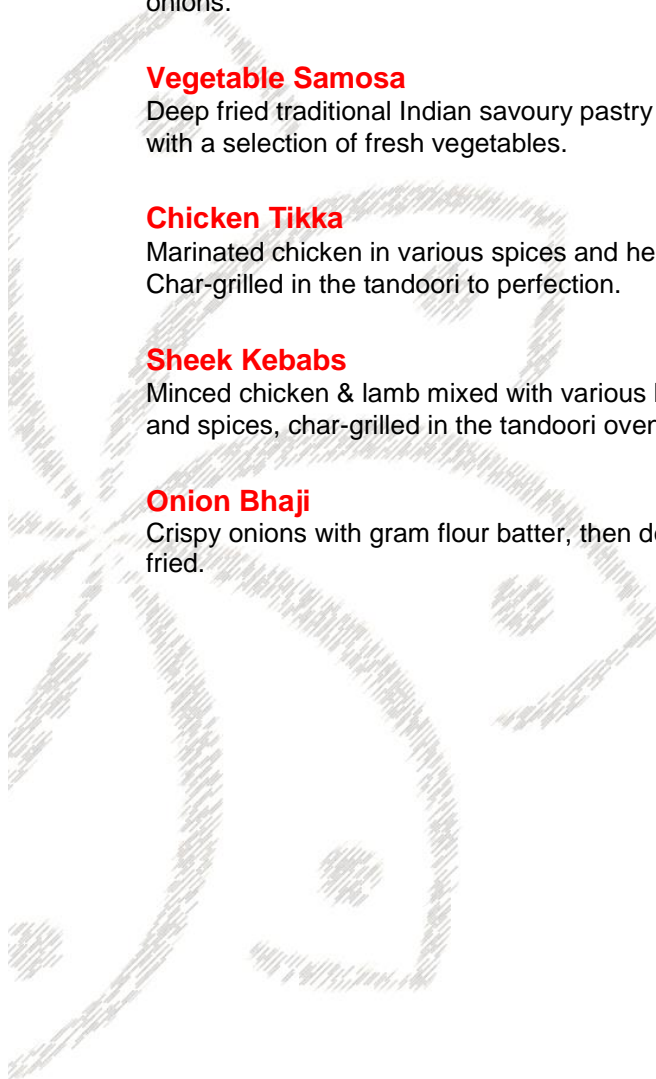 onions.
Vegetable Samosa
Deep fried traditional Indian savoury pastry
with a selection of fresh vegetables.
Chicken Tikka
Marinated chicken in various spices and he
Char-grilled in the tandoori to perfection.
Sheek Kebabs
Minced chicken & lamb mixed with various
and spices, char-grilled in the tandoori oven
Onion Bhaji
Crispy onions with gram flour batter, then de
fried.